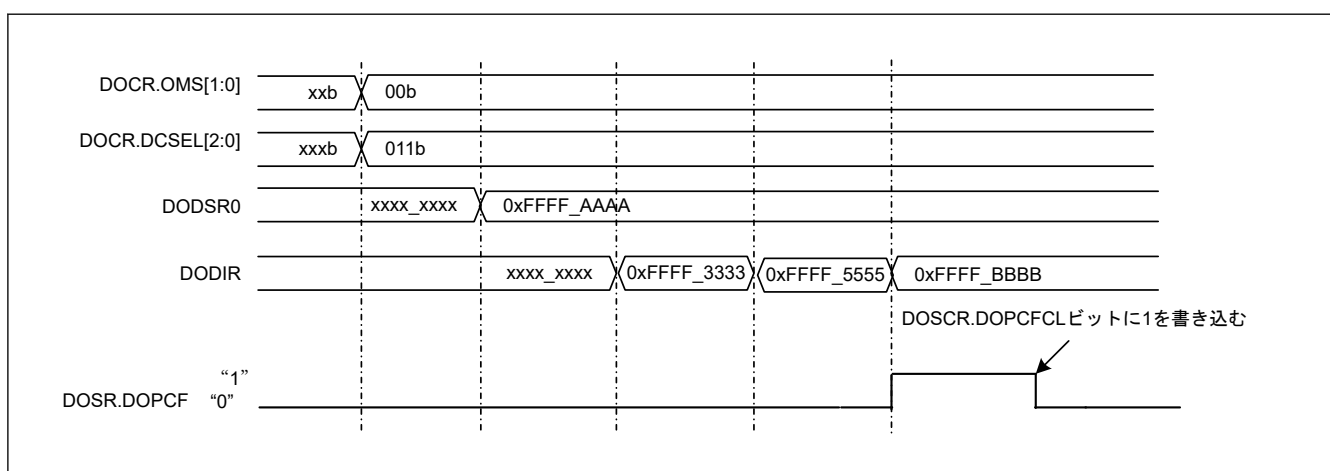 DOCR.OMS[1:0] xxb 00b
DOCR.DCSEL[2:0] xxxb 011b
DODSR0 xxxx_xxxx 0xFFFF_AAAA
DODIR xxxx_xxxx 0xFFFF_3333 0xFFFF_5555 0xFFFF_BBBB
DOSCR.DOPCFCLビットに1を書き込む
“1”
DOSR.DOPCF “0”